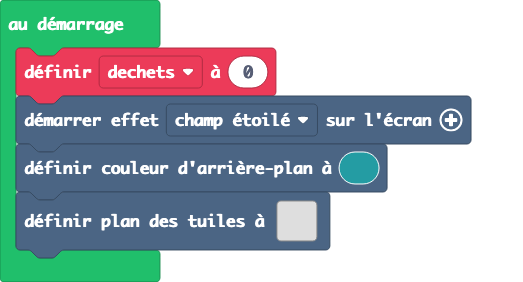 au démarrage
définir dechets à 0
démarrer effet champ étoilé sur l'écran
définir couleur d'arrière-plan à
définir plan des tuiles à